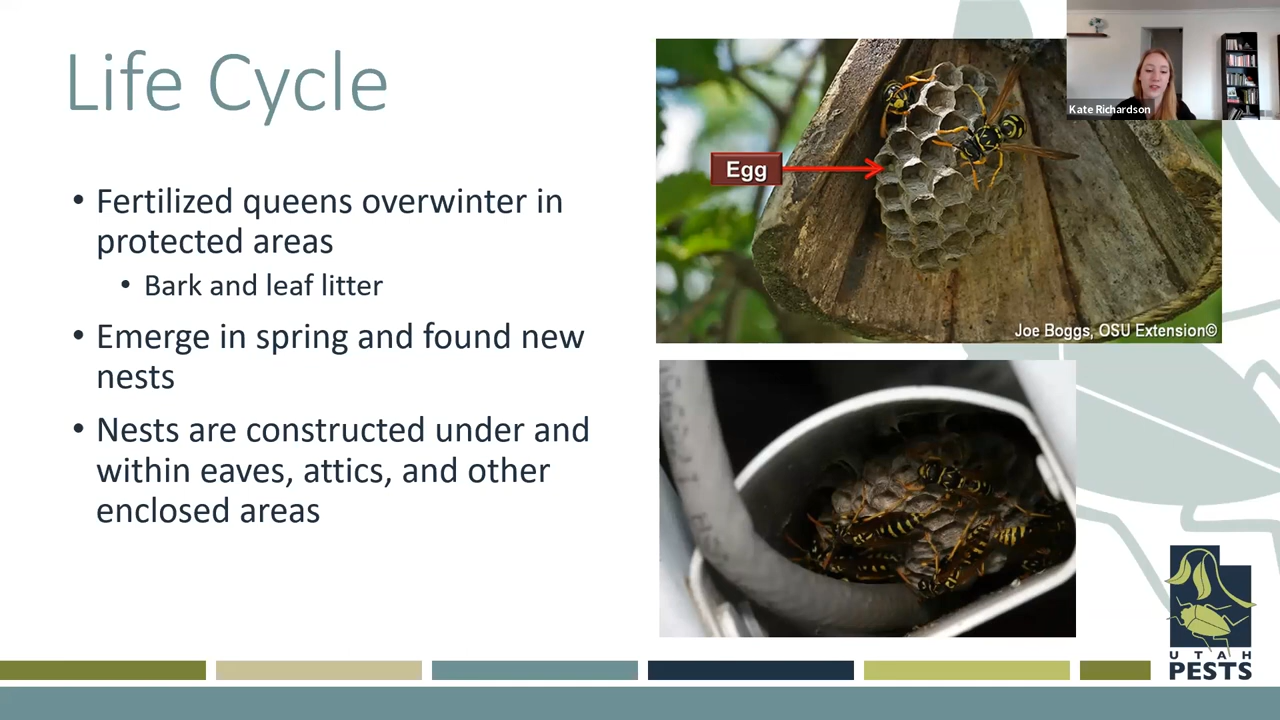 Life Cycle
• Fertilized queens overwinter in
protected areas
• Bark and leaf litter
• Emerge in spring and found new
nests
• Nests are constructed under and
within eaves, attics, and other
enclosed areas
Egg
Joe Boggs, OSU Extension©
Kate Richardson
UTAH
PESTS